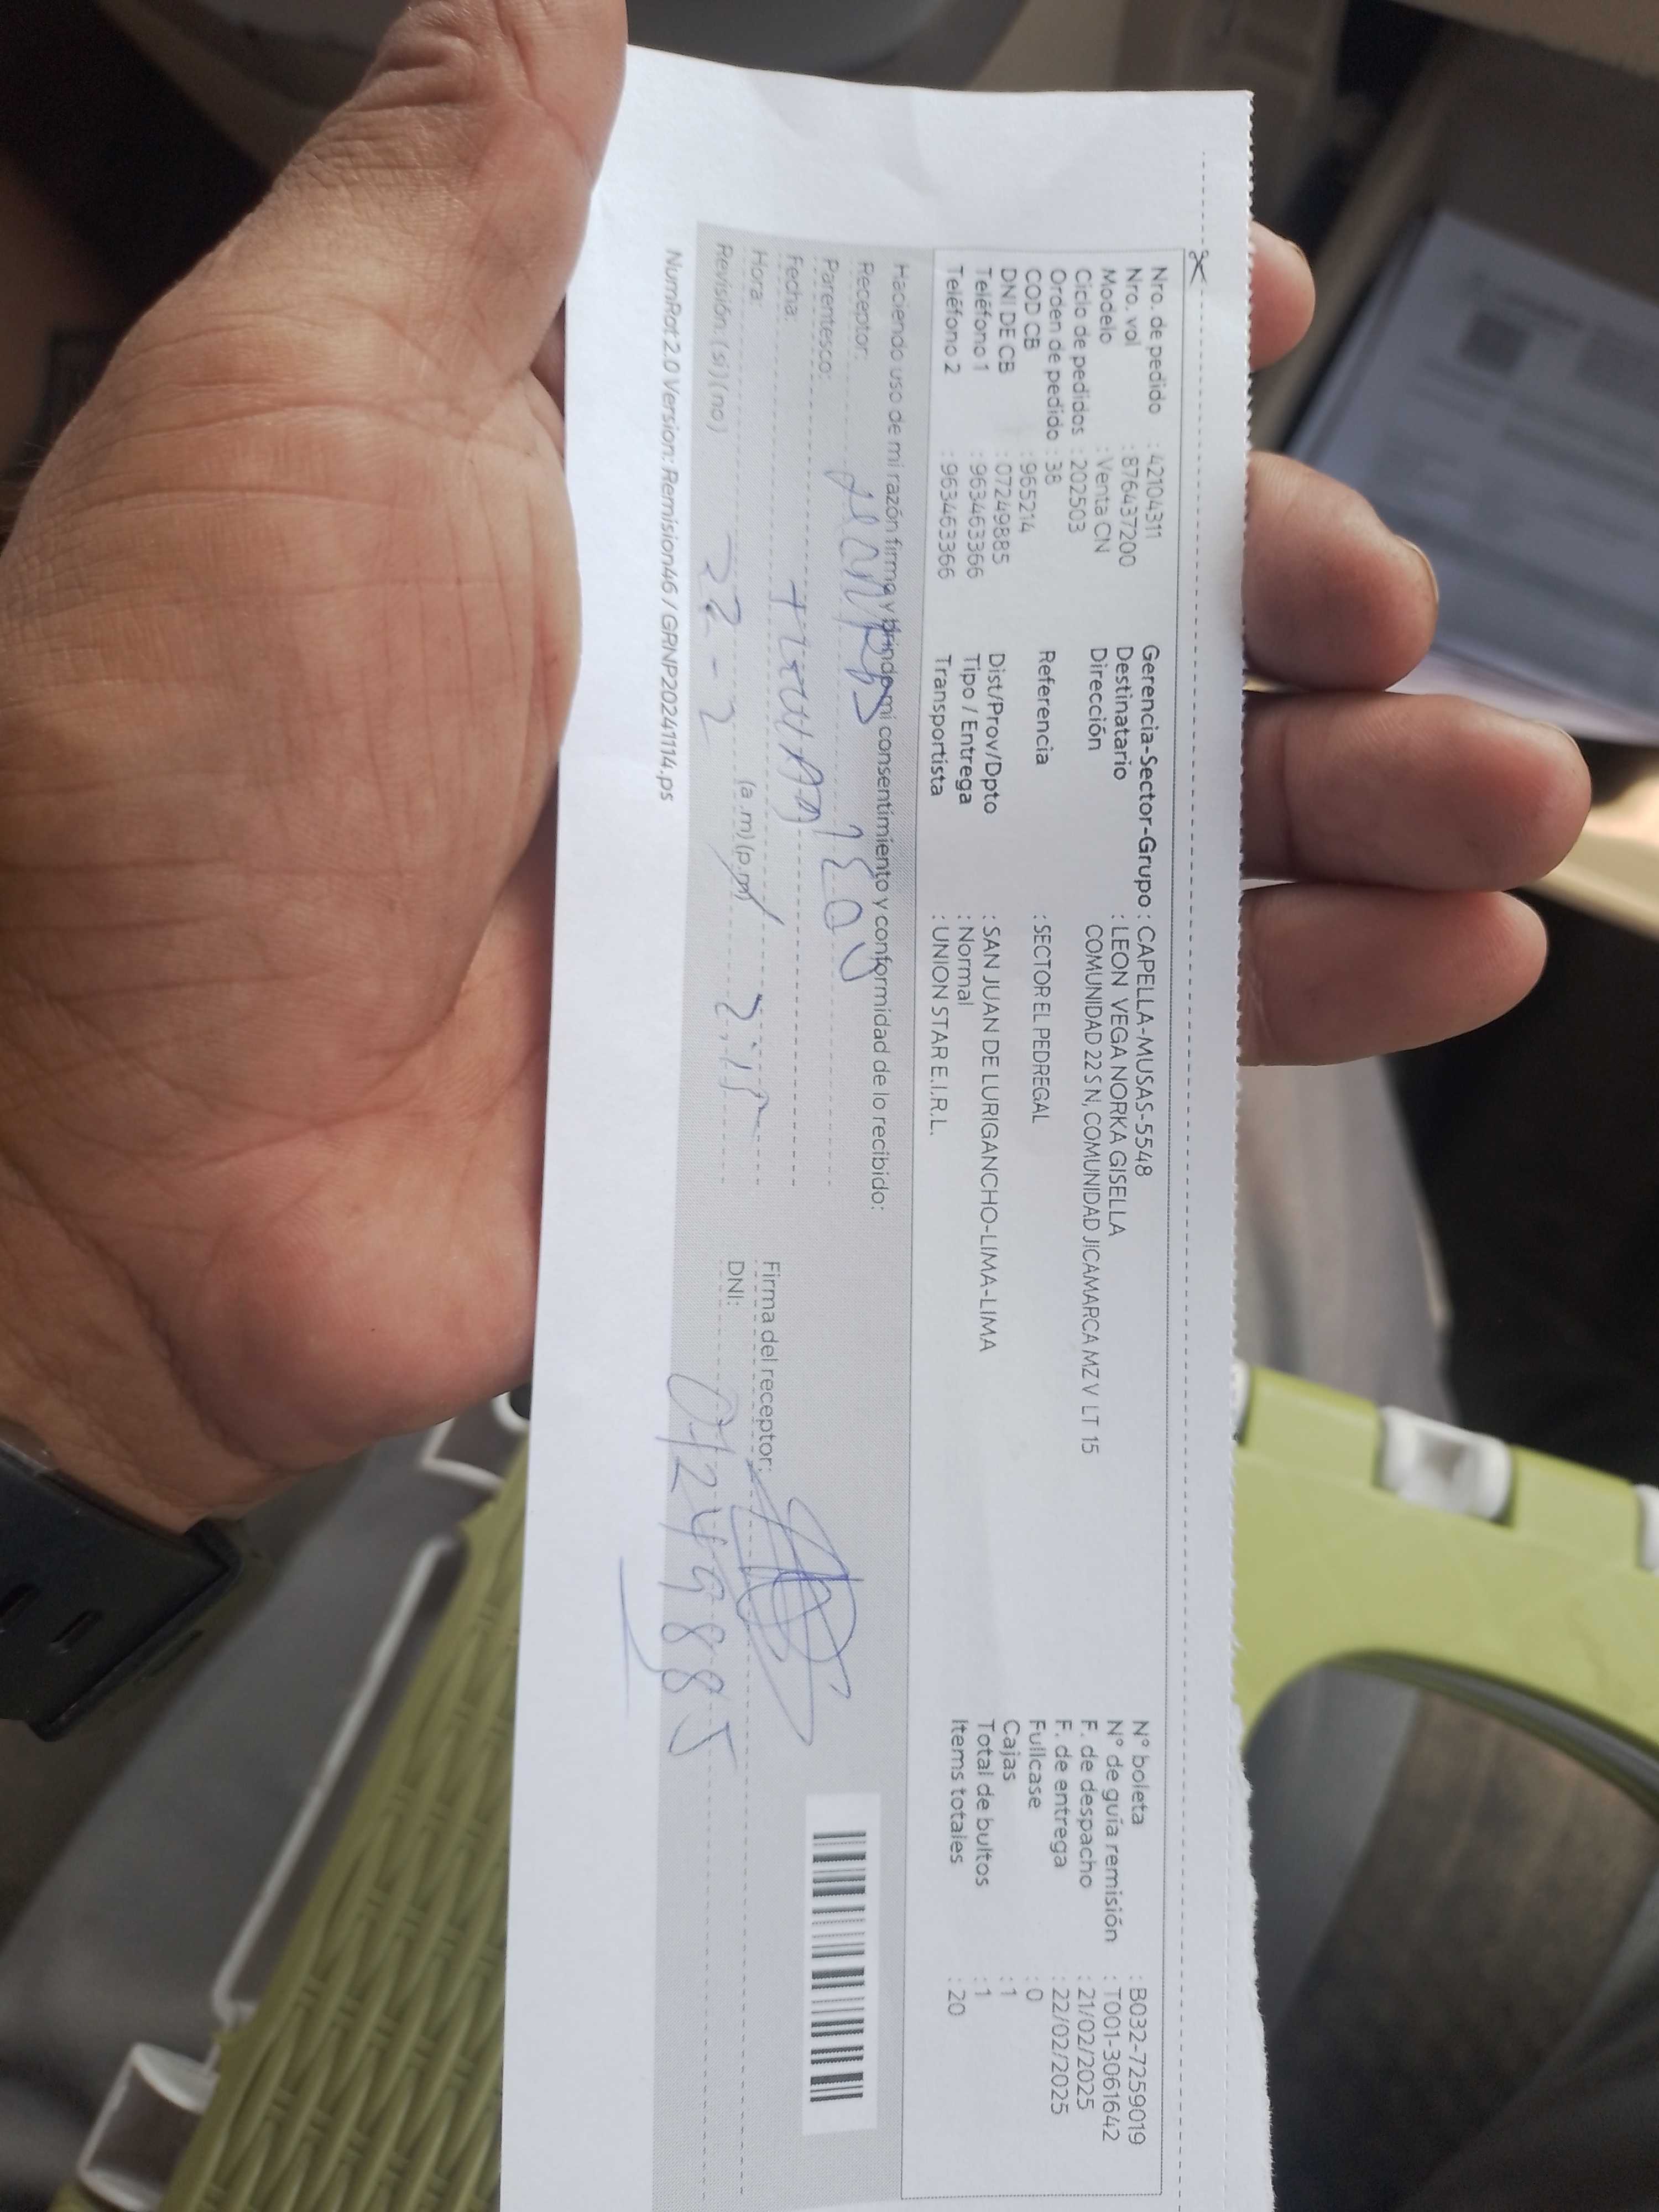 Nro. de pedido : 42104311
Nro. vol : 876437200
Modelo : Venta CN
Ciclo de pedidos : 202503
Orden de pedido : 38
COD CB : 965214
DNI DE CB : 07249885
Teléfono 1 : 963463366
Teléfono 2 : 963463366
Gerencia-Sector-Grupo : CAPELLA-MUSAS-5548
Destinatario : LEON VEGA NORKA GISELLA
Dirección COMUNIDAD 22 S N, COMUNIDAD JICAMARCA MZ V LT 15
Referencia : SECTOR EL PEDREGAL
Dist/Prov/Dpto : SAN JUAN DE LURIGANCHO-LIMA-LIMA
Tipo / Entrega : Normal
Transportista : UNION STAR E.I.R.L.
N° boleta : B032-7259019
N° de guía remisión : T001-3061642
F. de despacho : 21/02/2025
F. de entrega : 22/02/2025
Fullcase : 0
Cajas : 1
Total de bultos : 1
Items totales : 20
Haciendo uso de mi razón firma y brindo mi consentimiento y conformidad de lo recibido:
Receptor:
Parentesco:
Fecha:
Hora: (a.m) (p.m)
Revisión: (si) (no) 22-2
Firma del receptor:
DNI: 07249885
NumRot 2.0 Version: Remision46 / GRNP20241114.ps